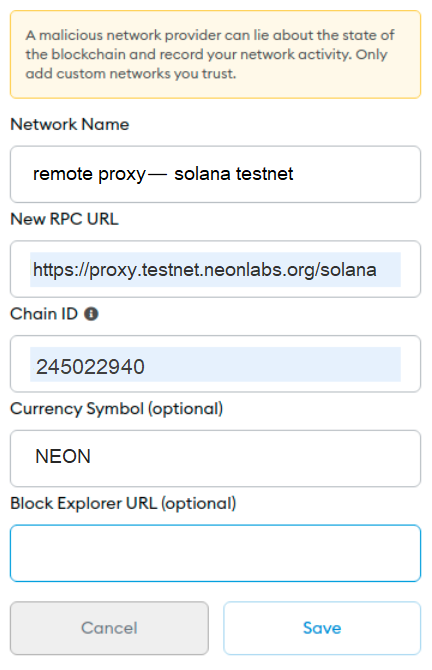 A malicious network provider can lie about the state of
the blockchain and record your network activity. Only
add custom networks you trust.
Network Name
remote proxy— solana testnet
New RPC URL
https://proxy.testnet.neonlabs.org/solana
Chain ID
245022940
Currency Symbol (optional)
NEON
Block Explorer URL (optional)
Cancel
Save